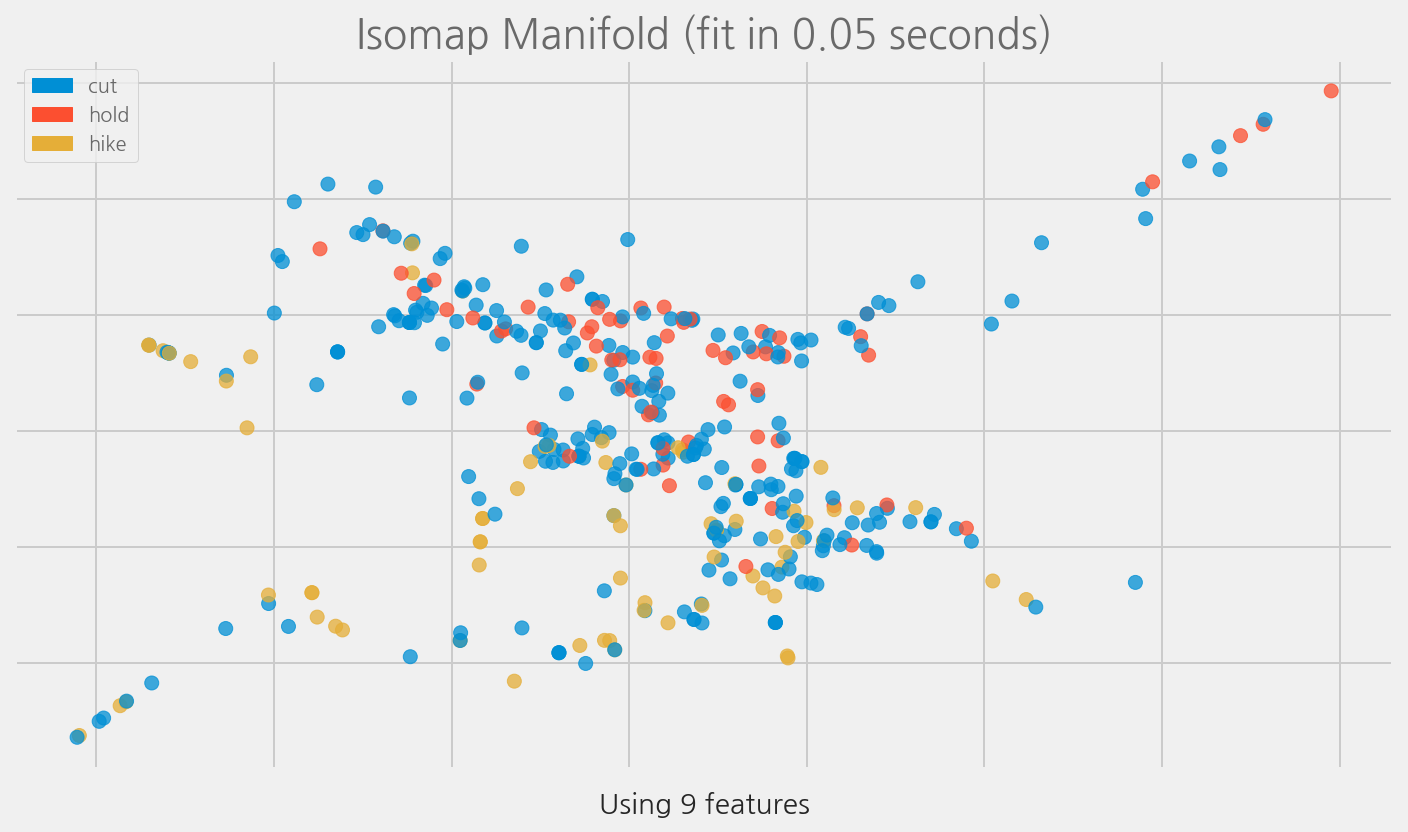 Isomap Manifold (fit in 0.05 seconds)
cut
hold
hike
Using 9 features